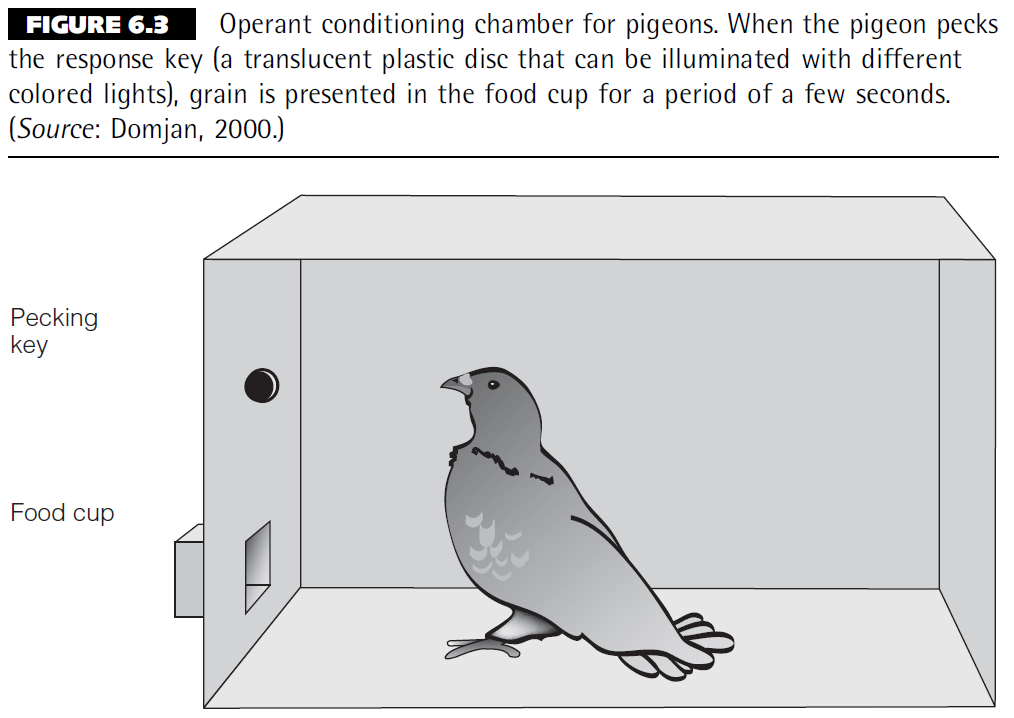 FIGURE 6.3 Operant conditioning chamber for pigeons. When the pigeon pecks
the response key (a translucent plastic disc that can be illuminated with different
colored lights), grain is presented in the food cup for a period of a few seconds.
(Source: Domjan, 2000.)
Pecking
key
Food cup